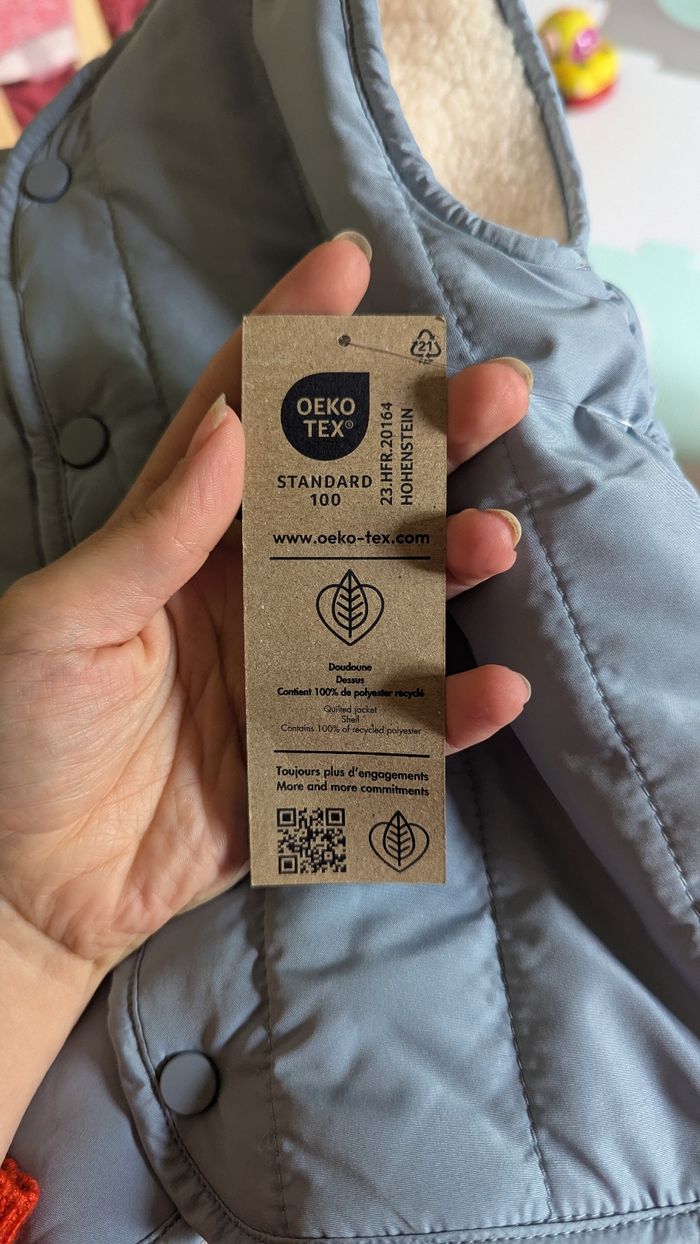 21
PAP
OEKO
TEX®
STANDARD
100
23.HFR.20164
HOHENSTEIN
www.oeko-tex.com
Doudoune
Dessus
Contient 100% de polyester recyclé
Quilted jacket
Shell
Contains 100% of recycled polyester
Toujours plus d'engagements
More and more commitments